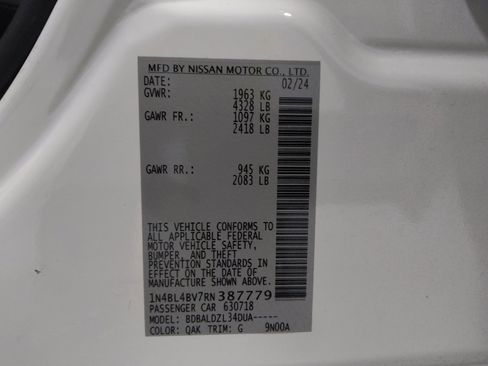 MFD BY NISSAN MOTOR CO., LTD.
DATE: 02/24
GVWR: 1963 KG
4328 LB
GAWR FR.: 1097 KG
2418 LB
GAWR RR.: 945 KG
2083 LB
THIS VEHICLE CONFORMS TO
ALL APPLICABLE FEDERAL
MOTOR VEHICLE SAFETY,
BUMPER, AND THEFT
PREVENTION STANDARDS IN
EFFECT ON THE DATE OF
MANUFACTURE SHOWN ABOVE.
1N4BL4BV7RN387779
PASSENGER CAR 630718
MODEL: BDBALDZL34DUA-----
COLOR: QAK TRIM: G 9N00A